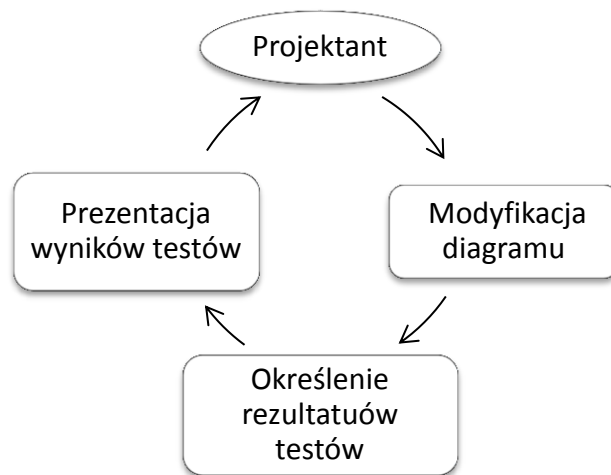 Projektant
Prezentacja
wyników testów
Modyfikacja
diagramu
Określenie
rezultatuów
testów